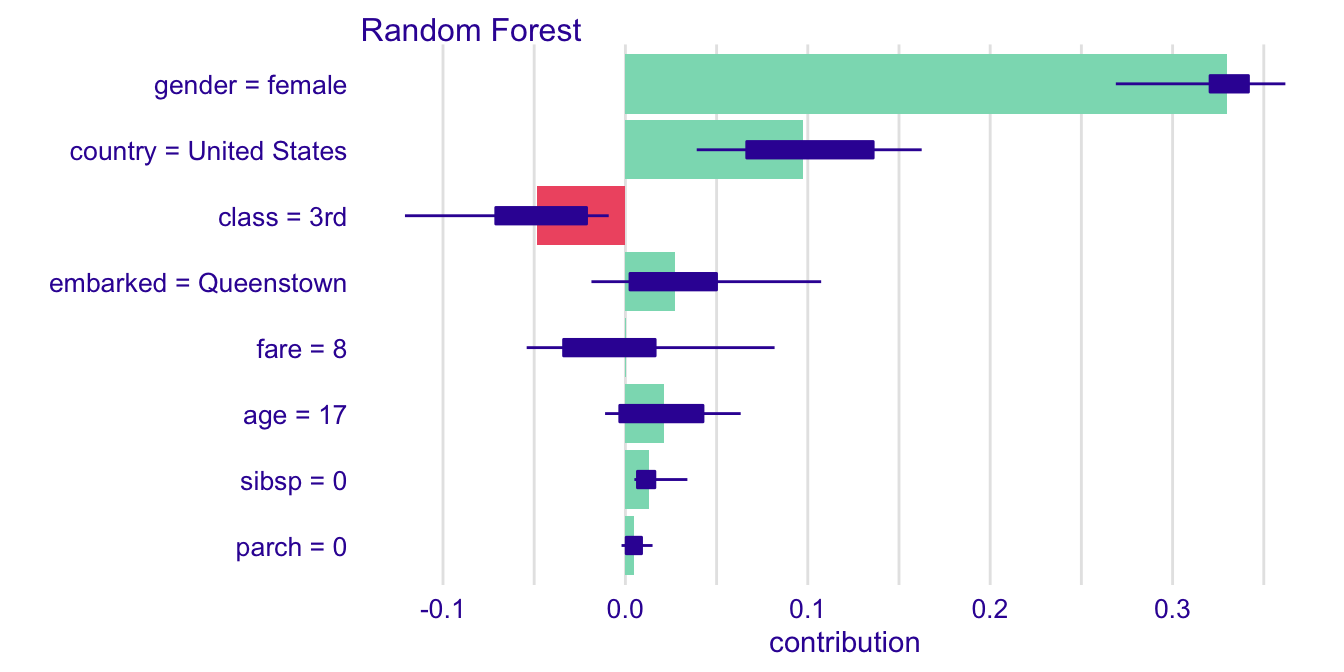 Random Forest
gender = female
country = United States
class = 3rd
embarked = Queenstown
fare = 8
age = 17
sibsp = 0
parch = 0
-0.1 0.0 0.1 0.2 0.3
contribution